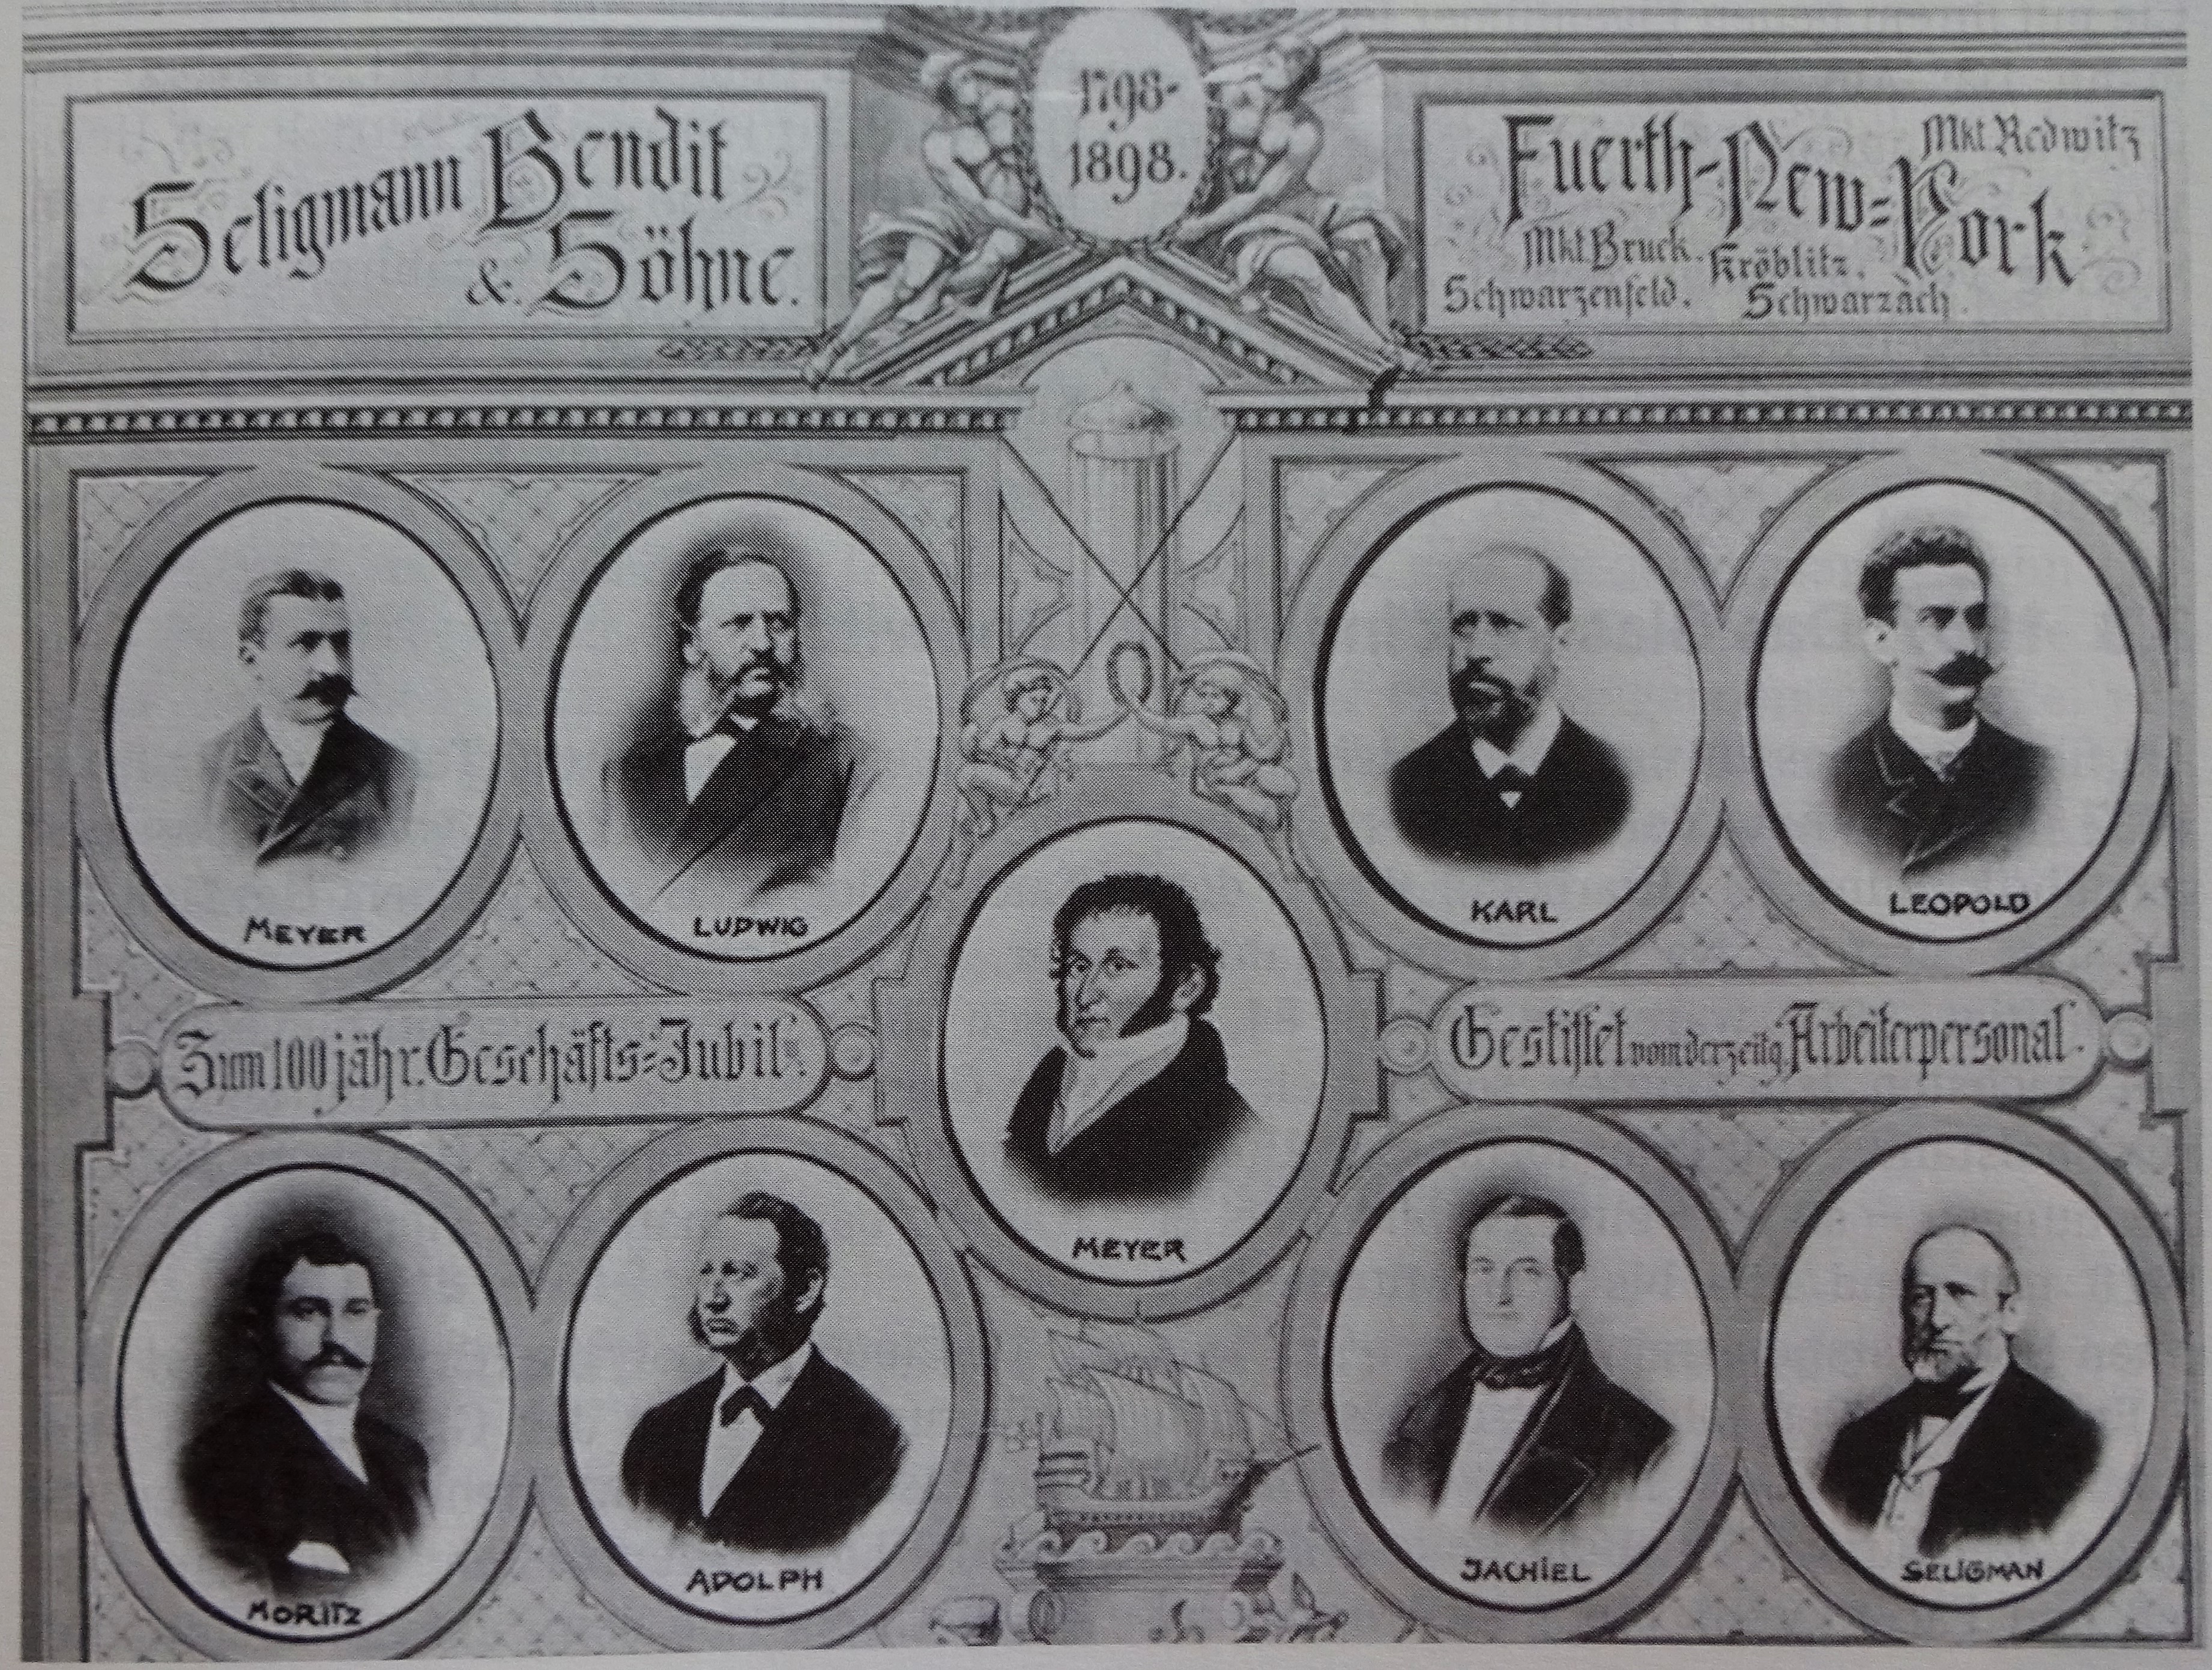 Seligmann Bendit
& Söhne.
1798-
1898.
Mkt. Redwitz
Fuerth-New=York
Mkt Bruck. Kröblitz.
Schwarzenfeld. Schwarzach.
MEYER
LUDWIG
KARL
LEOPOLD
Zum 100 jähr. Geschäfts=Jubil.
Gestiftet vom derzeitg. Arbeiterpersonal.
MEYER
MORITZ
ADOLPH
JACHIEL
SELIGMAN